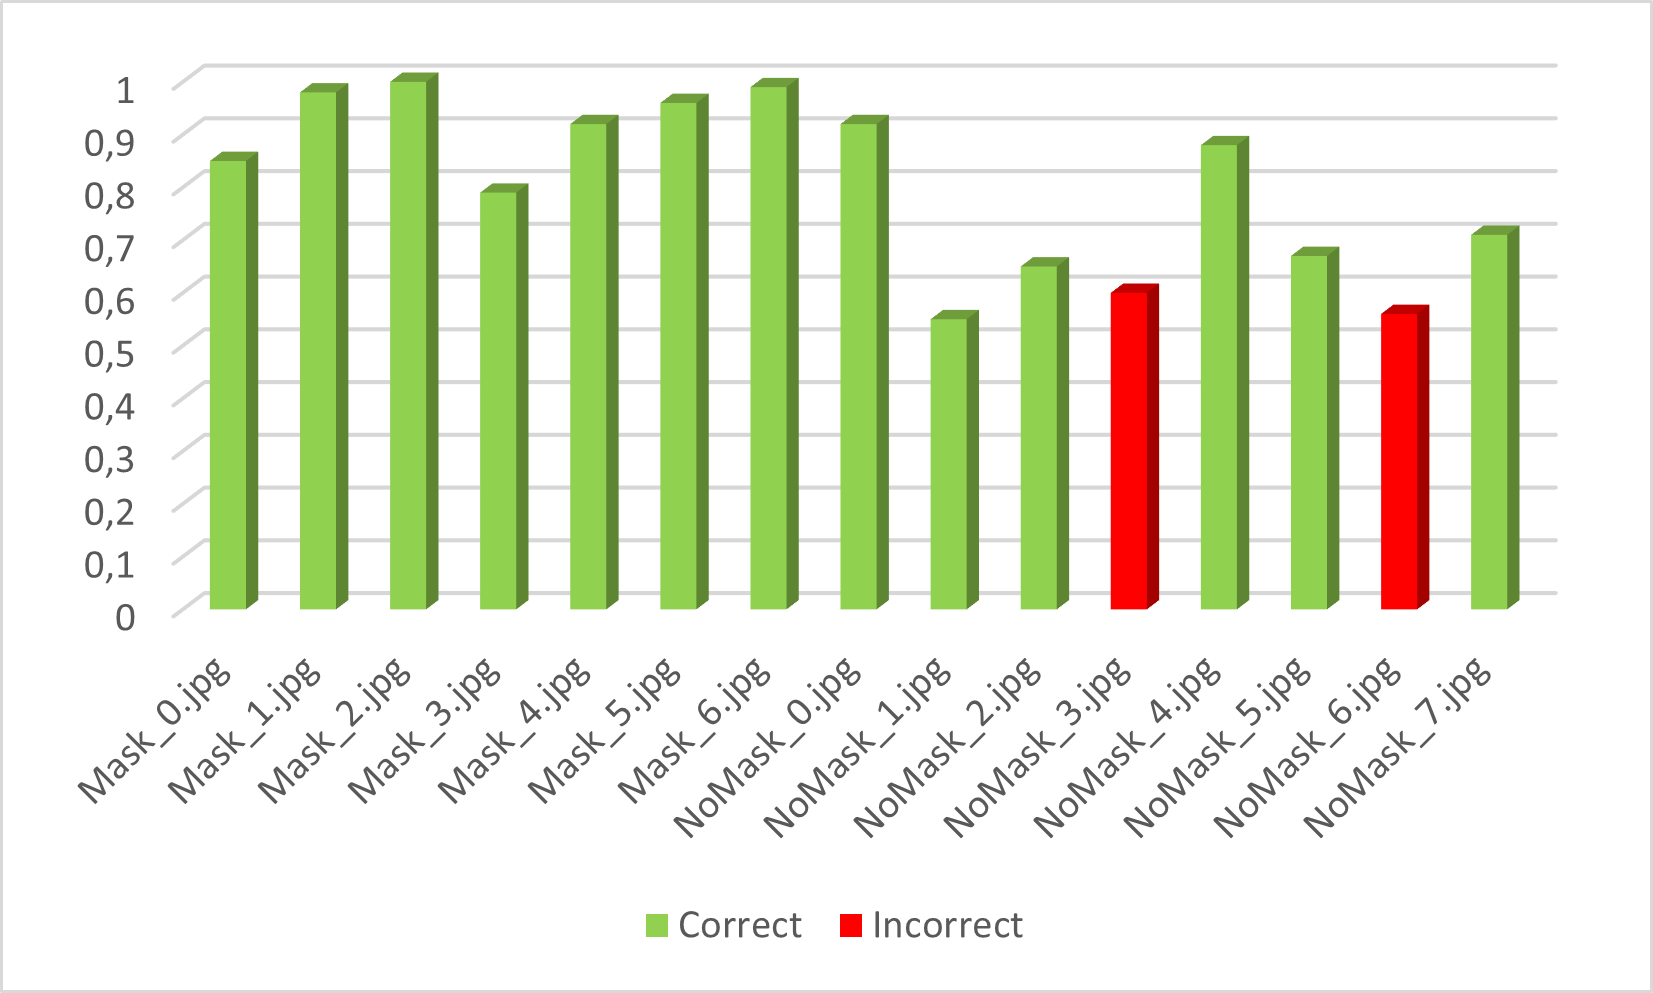 1
0,9
0,8
0,7
0,6
0,5
0,4
0,3
0,2
0,1
0
Mask_0.jpg
Mask_1.jpg
Mask_2.jpg
Mask_3.jpg
Mask_4.jpg
Mask_5.jpg
Mask_6.jpg
NoMask_0.jpg
NoMask_1.jpg
NoMask_2.jpg
NoMask_3.jpg
NoMask_4.jpg
NoMask_5.jpg
NoMask_6.jpg
NoMask_7.jpg
Correct Incorrect